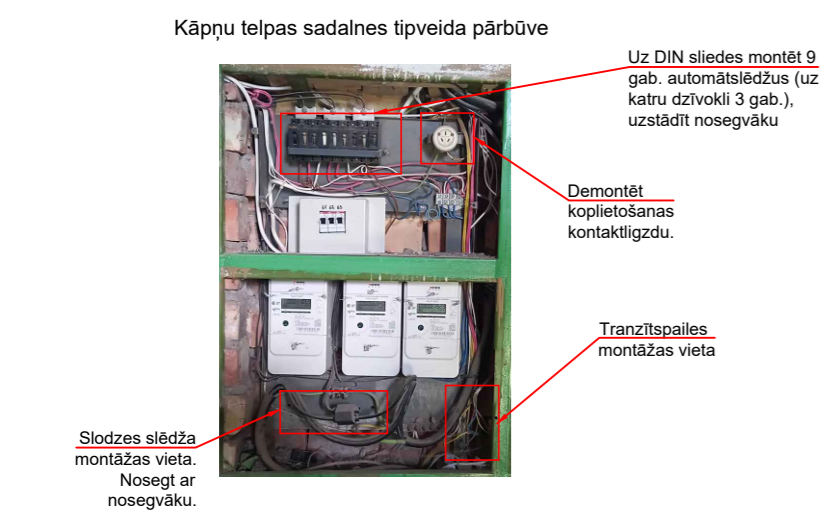 Kāpņu telpas sadalnes tipveida pārbūve
Uz DIN sliedes montēt 9
gab. automātslēdžus (uz
katru dzīvokli 3 gab.),
uzstādīt nosegvāku
Demontēt
koplietošanas
kontaktligzdu.
Tranzītspailes
montāžas vieta
Slodzes slēdža
montāžas vieta.
Nosegt ar
nosegvāku.